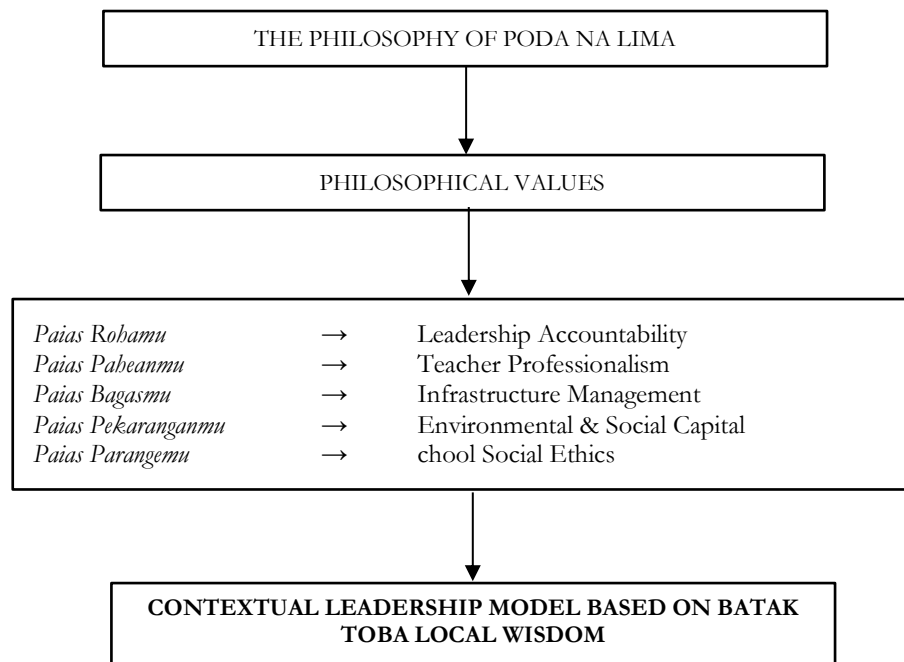 THE PHILOSOPHY OF PODA NA LIMA
PHILOSOPHICAL VALUES
Paias Rohamu → Leadership Accountability
Paias Paheanmu → Teacher Professionalism
Paias Bagasmu → Infrastructure Management
Paias Pekaranganmu → Environmental & Social Capital
Paias Parangemu → chool Social Ethics
CONTEXTUAL LEADERSHIP MODEL BASED ON BATAK
TOBA LOCAL WISDOM